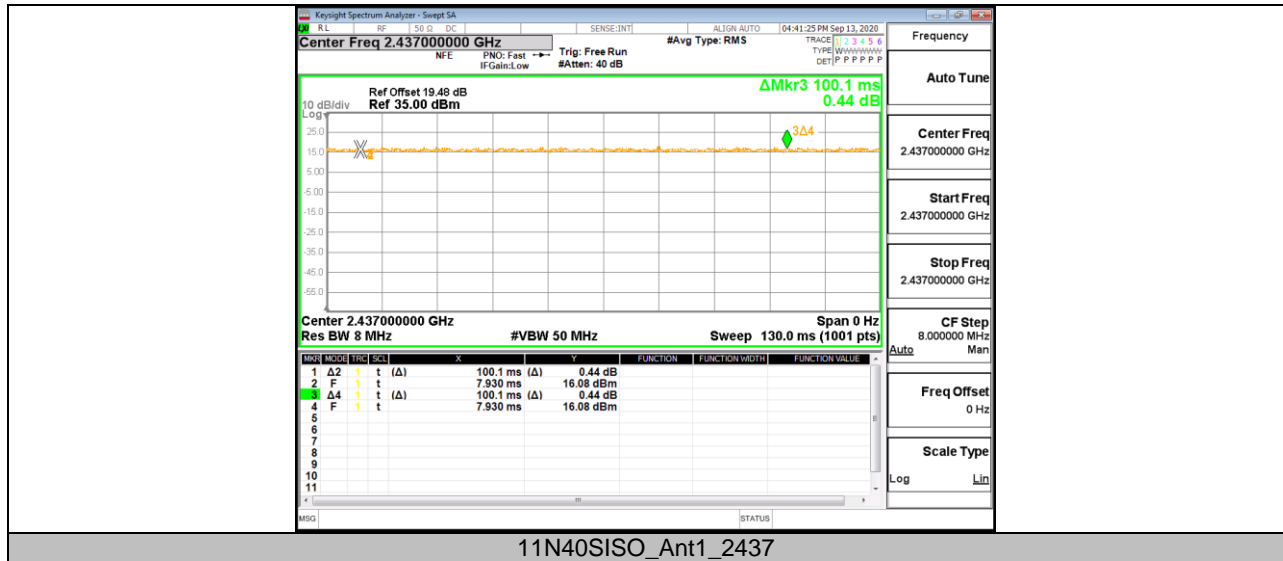 Keysight Spectrum Analyzer - Swept SA
RL RF 50 Ω DC SENSE:INT ALIGN AUTO 04:41:25 PM Sep 13, 2020
Center Freq 2.437000000 GHz
NFE PNO: Fast Trig: Free Run
IFGain:Low #Atten: 40 dB
#Avg Type: RMS
TRACE 1 2 3 4 5 6
TYPE WWWWWW
DET P P P P P P
Ref Offset 19.48 dB
10 dB/div Ref 35.00 dBm
Log
ΔMkr3 100.1 ms
0.44 dB
25.0
15.0
5.00
-5.00
-15.0
-25.0
-35.0
-45.0
-55.0
3Δ4
Center 2.437000000 GHz Span 0 Hz
Res BW 8 MHz #VBW 50 MHz Sweep 130.0 ms (1001 pts)
MKR MODE TRC SCL X Y FUNCTION FUNCTION WIDTH FUNCTION VALUE
1 Δ2 1 t (Δ) 100.1 ms (Δ) 0.44 dB
2 F 1 t 7.930 ms 16.08 dBm
3 Δ4 1 t (Δ) 100.1 ms (Δ) 0.44 dB
4 F 1 t 7.930 ms 16.08 dBm
5
6
7
8
9
10
11
MSG STATUS
Frequency
Auto Tune
Center Freq
2.437000000 GHz
Start Freq
2.437000000 GHz
Stop Freq
2.437000000 GHz
CF Step
8.000000 MHz
Auto Man
Freq Offset
0 Hz
Scale Type
Log Lin
11N40SISO_Ant1_2437